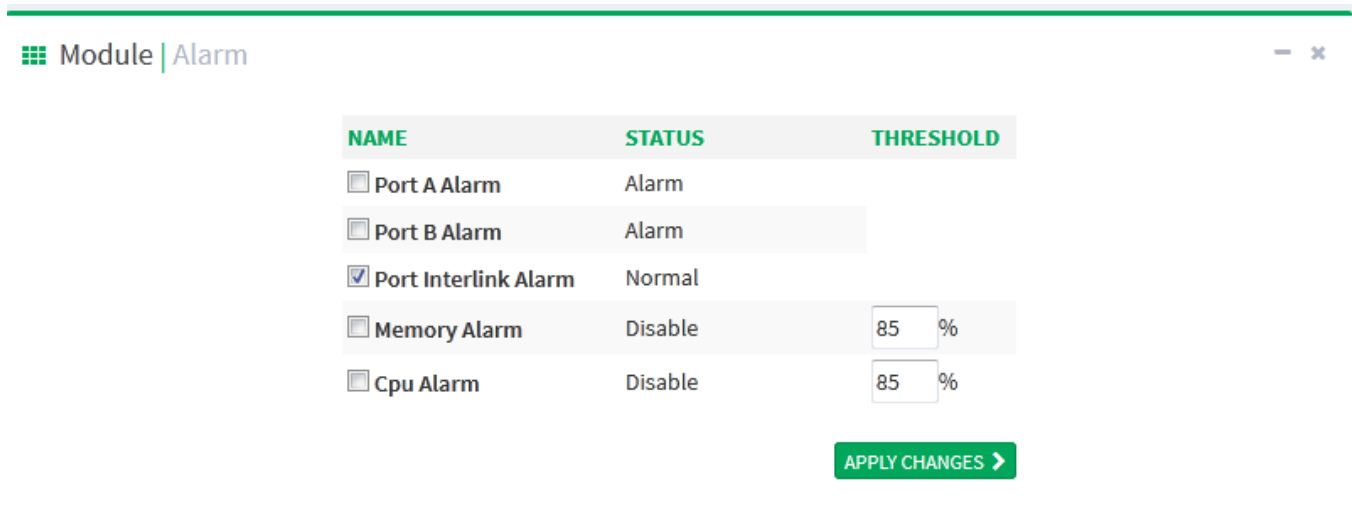 Module | Alarm
NAME STATUS THRESHOLD
Port A Alarm Alarm
Port B Alarm Alarm
Port Interlink Alarm Normal
Memory Alarm Disable 85 %
Cpu Alarm Disable 85 %
APPLY CHANGES